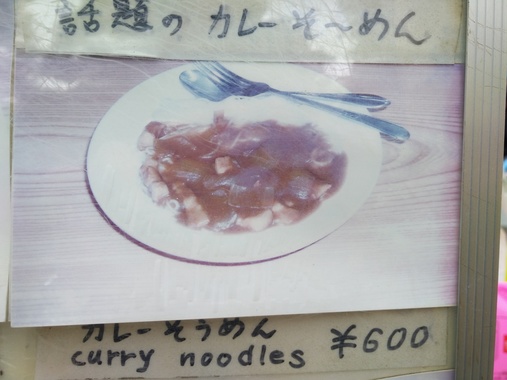 話題の カレーそ〜めん
カレーそうめん
curry noodles ¥600